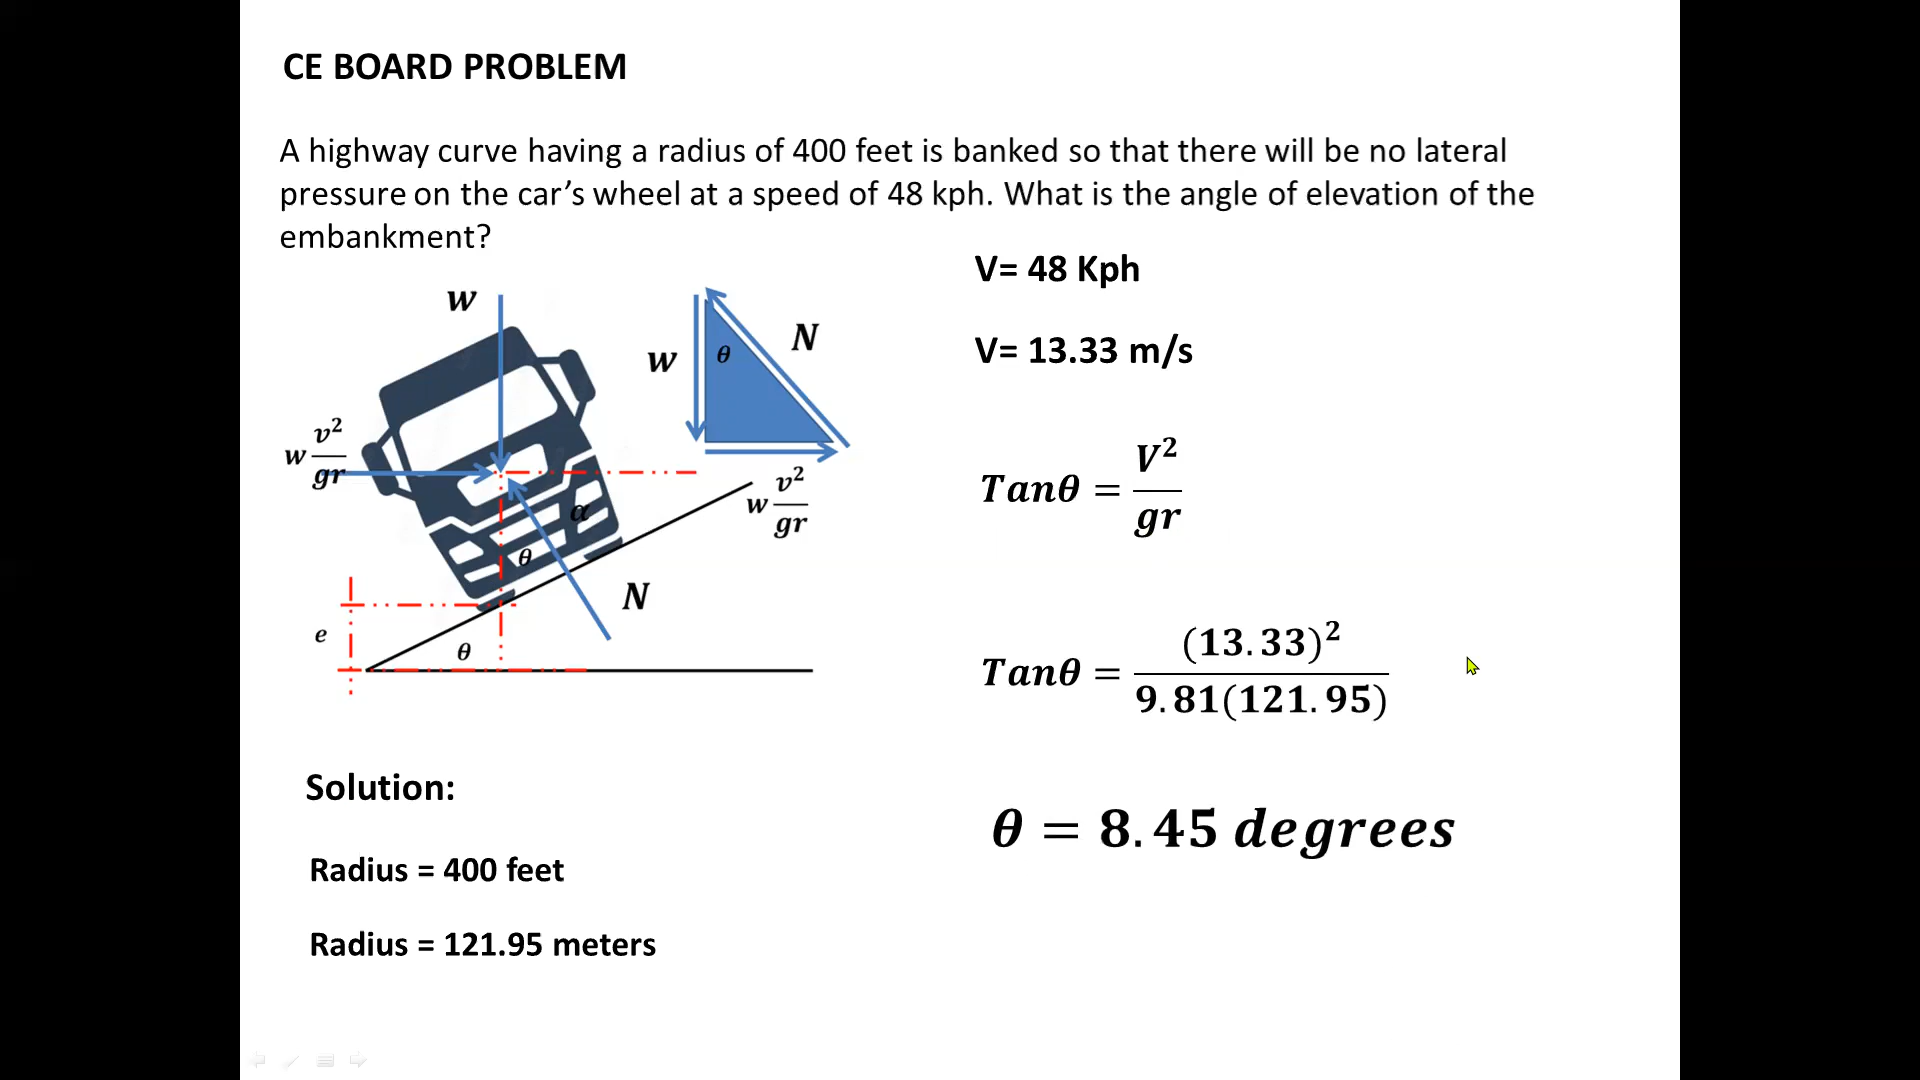 CE BOARD PROBLEM
A highway curve having a radius of 400 feet is banked so that there will be no lateral
pressure on the car’s wheel at a speed of 48 kph. What is the angle of elevation of the
embankment?
V= 48 Kph
V= 13.33 m/s
w
w
θ
N
w v²/gr
α
θ
w v²/gr
N
e
θ
Tanθ = V²/gr
Tanθ = (13.33)²/9.81(121.95)
θ = 8.45 degrees
Solution:
Radius = 400 feet
Radius = 121.95 meters